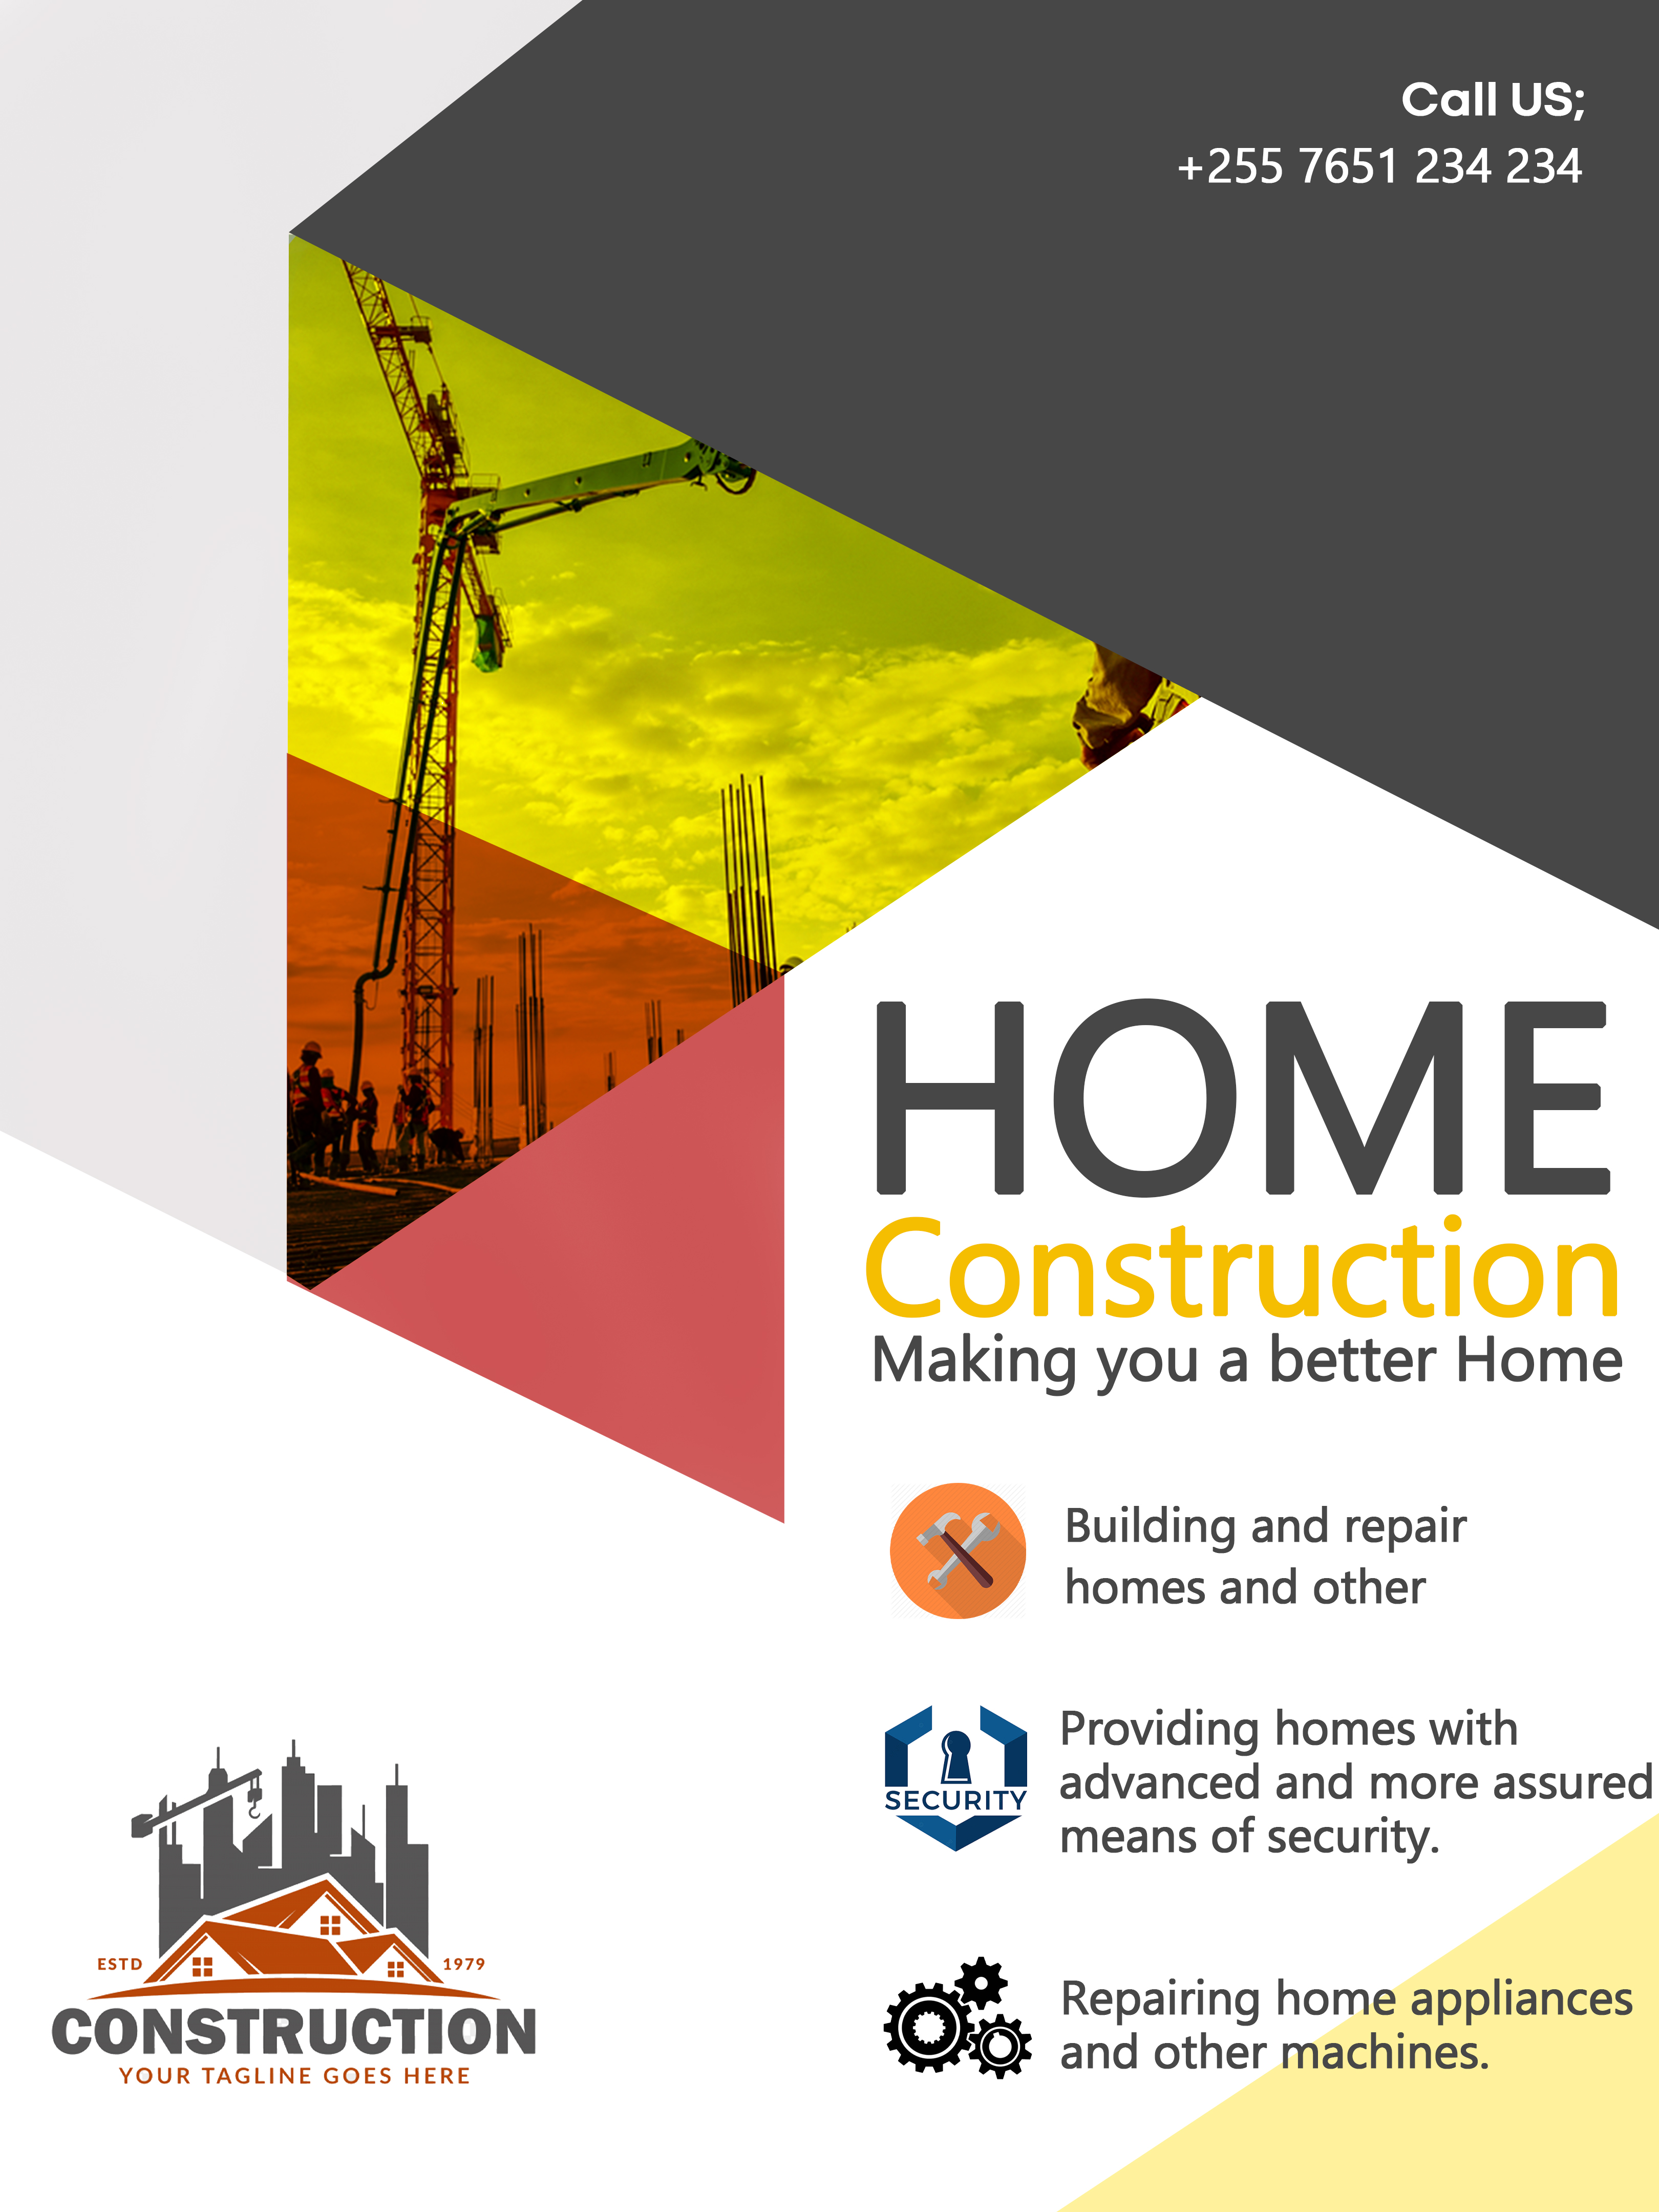 Call US;
+255 7651 234 234
HOME
Construction
Making you a better Home
Building and repair
homes and other
SECURITY
Providing homes with
advanced and more assured
means of security.
Repairing home appliances
and other machines.
ESTD 1979
CONSTRUCTION
YOUR TAGLINE GOES HERE